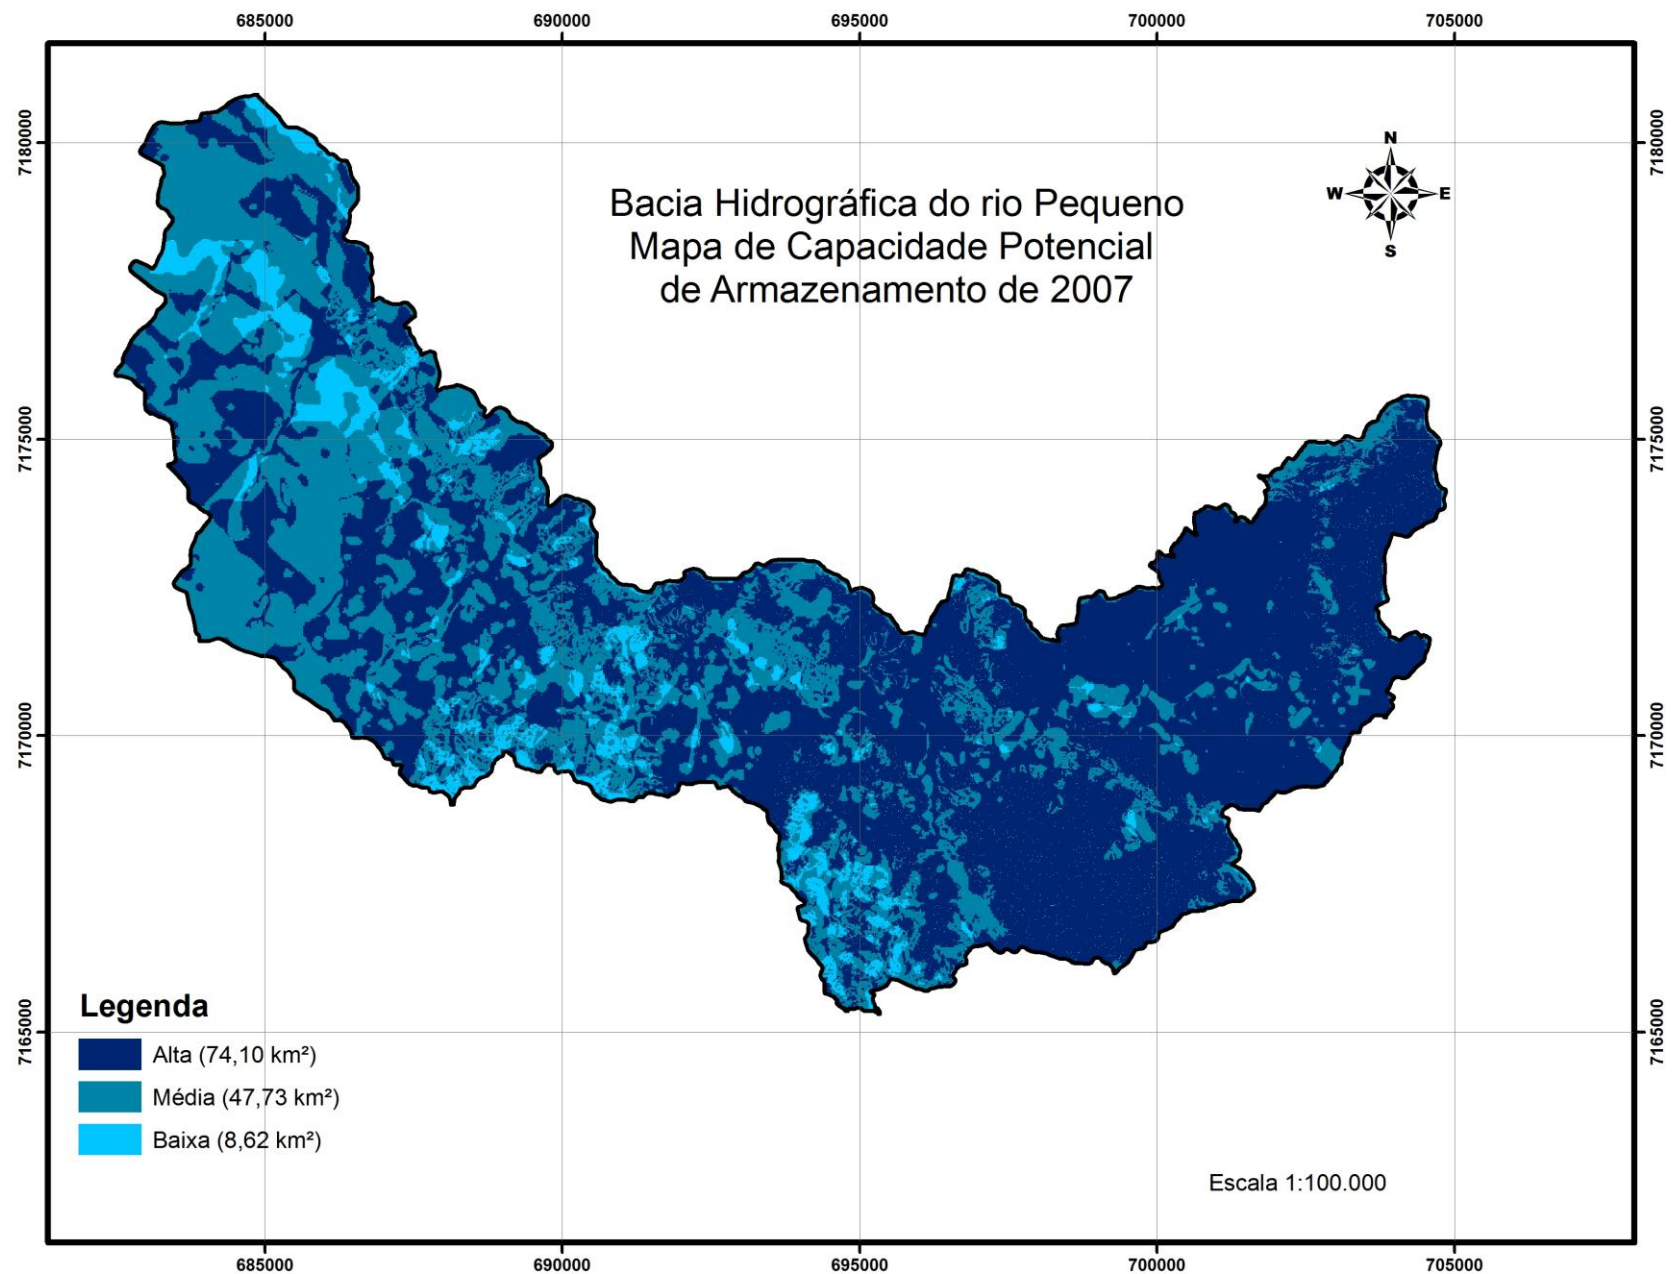 685000 690000 695000 700000 705000
7180000 7180000
N
W E
S
Bacia Hidrográfica do rio Pequeno
Mapa de Capacidade Potencial
de Armazenamento de 2007
7175000 7175000
7170000 7170000
7165000 7165000
Legenda
Alta (74,10 km²)
Média (47,73 km²)
Baixa (8,62 km²)
Escala 1:100.000
685000 690000 695000 700000 705000